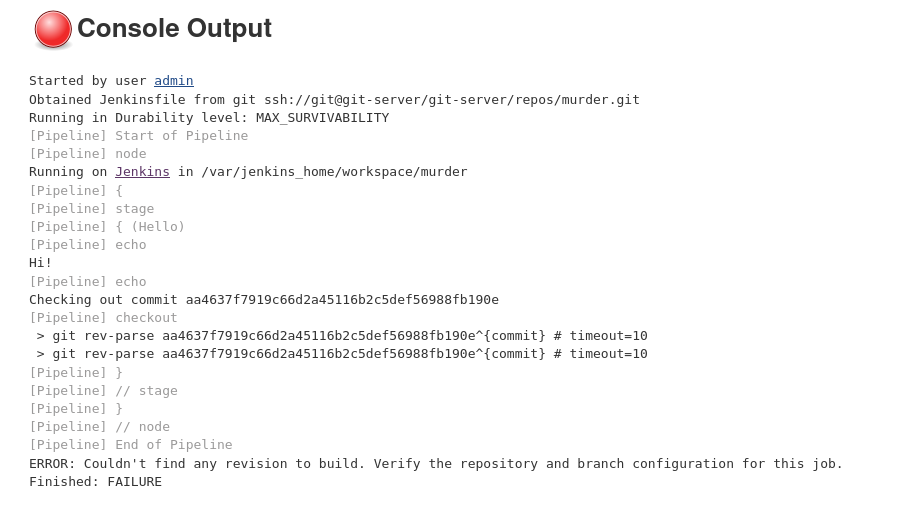 Console Output
Started by user admin
Obtained Jenkinsfile from git ssh://git@git-server/git-server/repos/murder.git
Running in Durability level: MAX_SURVIVABILITY
[Pipeline] Start of Pipeline
[Pipeline] node
Running on Jenkins in /var/jenkins_home/workspace/murder
[Pipeline] {
[Pipeline] stage
[Pipeline] { (Hello)
[Pipeline] echo
Hi!
[Pipeline] echo
Checking out commit aa4637f7919c66d2a45116b2c5def56988fb190e
[Pipeline] checkout
 > git rev-parse aa4637f7919c66d2a45116b2c5def56988fb190e^{commit} # timeout=10
 > git rev-parse aa4637f7919c66d2a45116b2c5def56988fb190e^{commit} # timeout=10
[Pipeline] }
[Pipeline] // stage
[Pipeline] }
[Pipeline] // node
[Pipeline] End of Pipeline
ERROR: Couldn't find any revision to build. Verify the repository and branch configuration for this job.
Finished: FAILURE